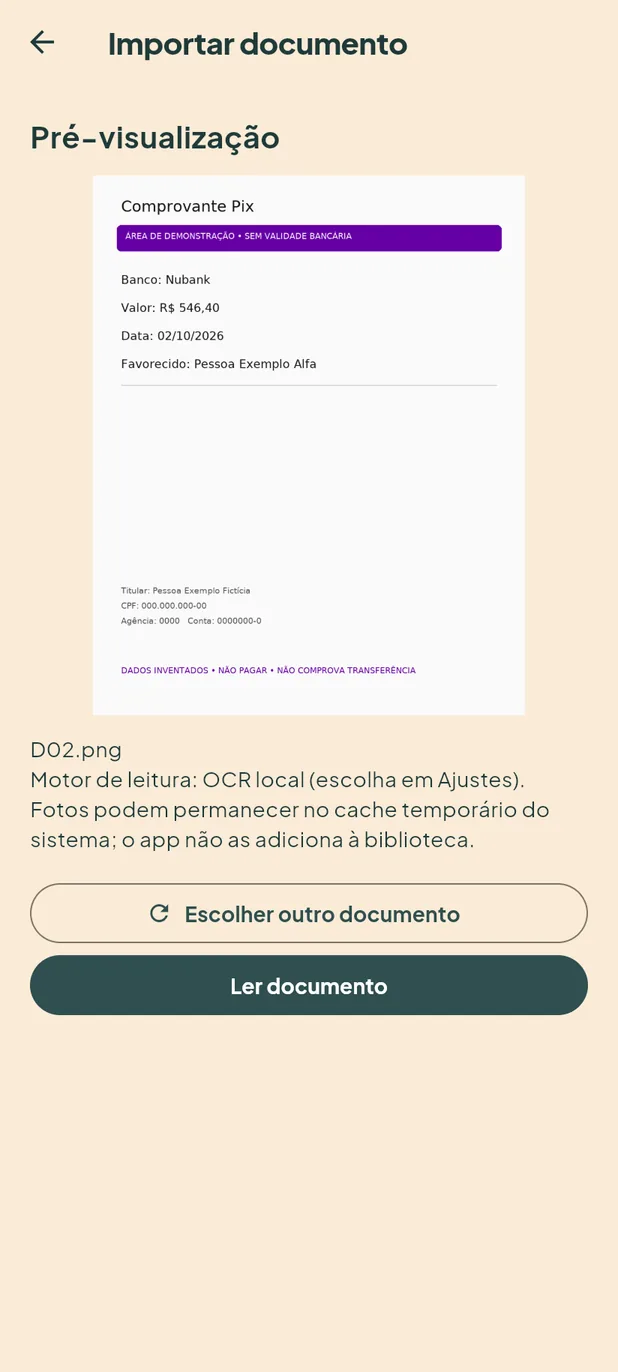 Importar documento
Pré-visualização
Comprovante Pix
ÁREA DE DEMONSTRAÇÃO • SEM VALIDADE BANCÁRIA
Banco: Nubank
Valor: R$ 546,40
Data: 02/10/2026
Favorecido: Pessoa Exemplo Alfa
Titular: Pessoa Exemplo Fictícia
CPF: 000.000.000-00
Agência: 0000   Conta: 0000000-0
DADOS INVENTADOS • NÃO PAGAR • NÃO COMPROVA TRANSFERÊNCIA
D02.png
Motor de leitura: OCR local (escolha em Ajustes).
Fotos podem permanecer no cache temporário do
sistema; o app não as adiciona à biblioteca.
Escolher outro documento
Ler documento